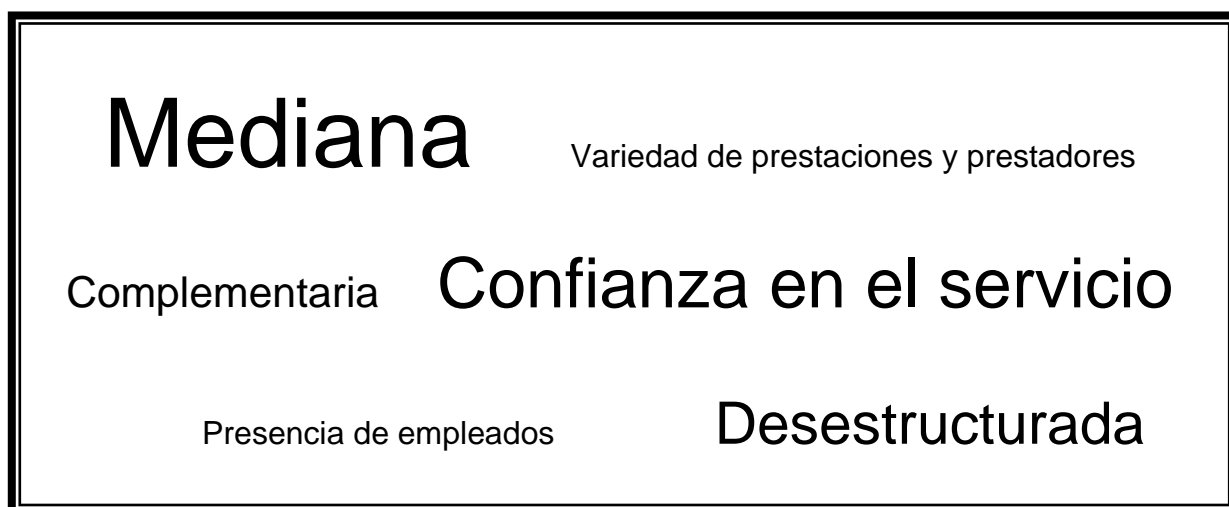 Mediana
Variedad de prestaciones y prestadores
Complementaria
Confianza en el servicio
Presencia de empleados
Desestructurada